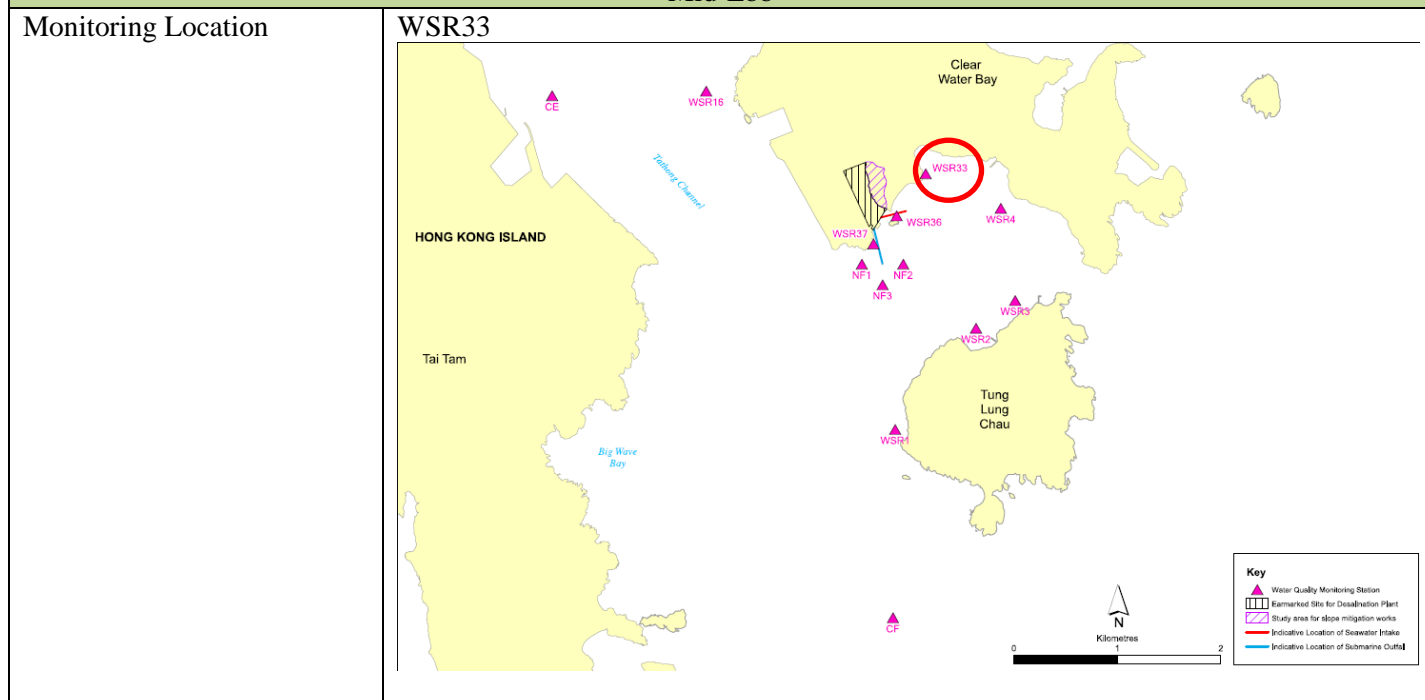 Monitoring Location
WSR33
Clear
Water Bay
CE
WSR16
Tathong Channel
WSR33
WSR36
WSR4
HONG KONG ISLAND
WSR37
NF1
NF2
NF3
WSR3
WSR2
Tai Tam
Tung
Lung
Chau
WSR1
Big Wave
Bay
CF
N
Kilometres
0
1
2
Key
Water Quality Monitoring Station
Earmarked Site for Desalination Plant
Study area for slope mitigation works
Indicative Location of Seawater Intake
Indicative Location of Submarine Outfall